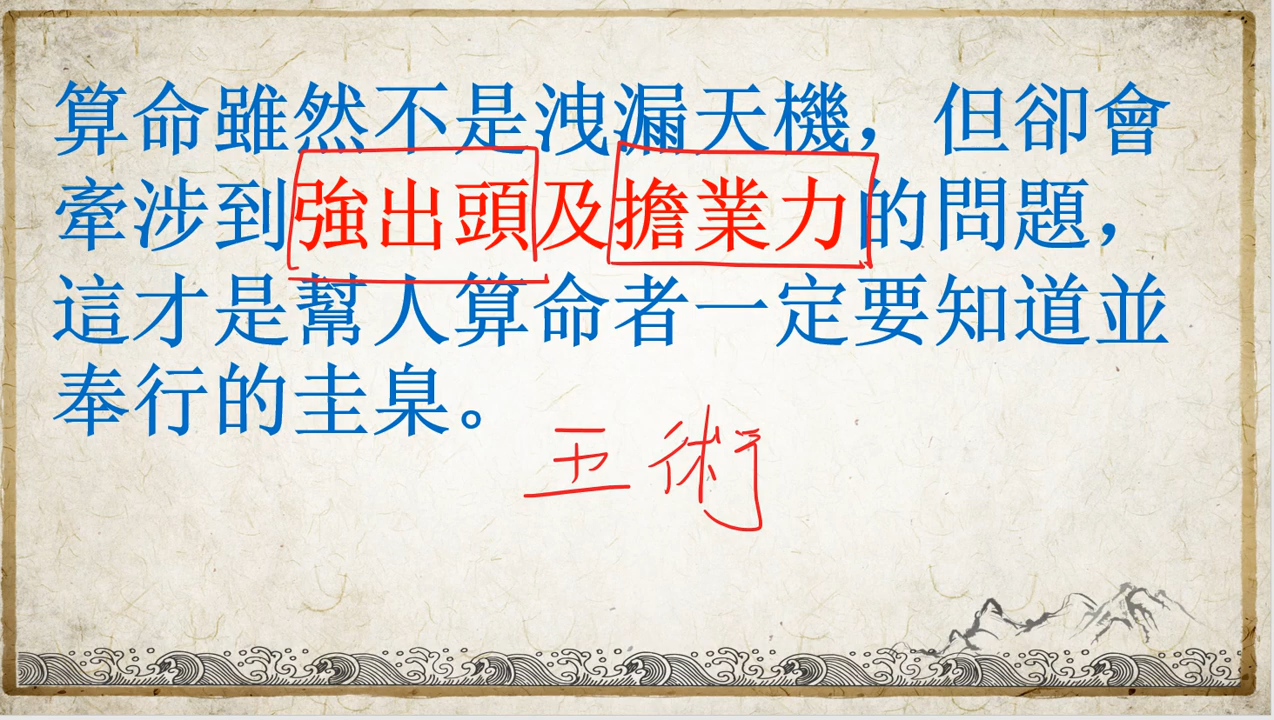 算命雖然不是洩漏天機，但卻會
牽涉到強出頭及擔業力的問題，
這才是幫人算命者一定要知道並
奉行的圭臬。
五術